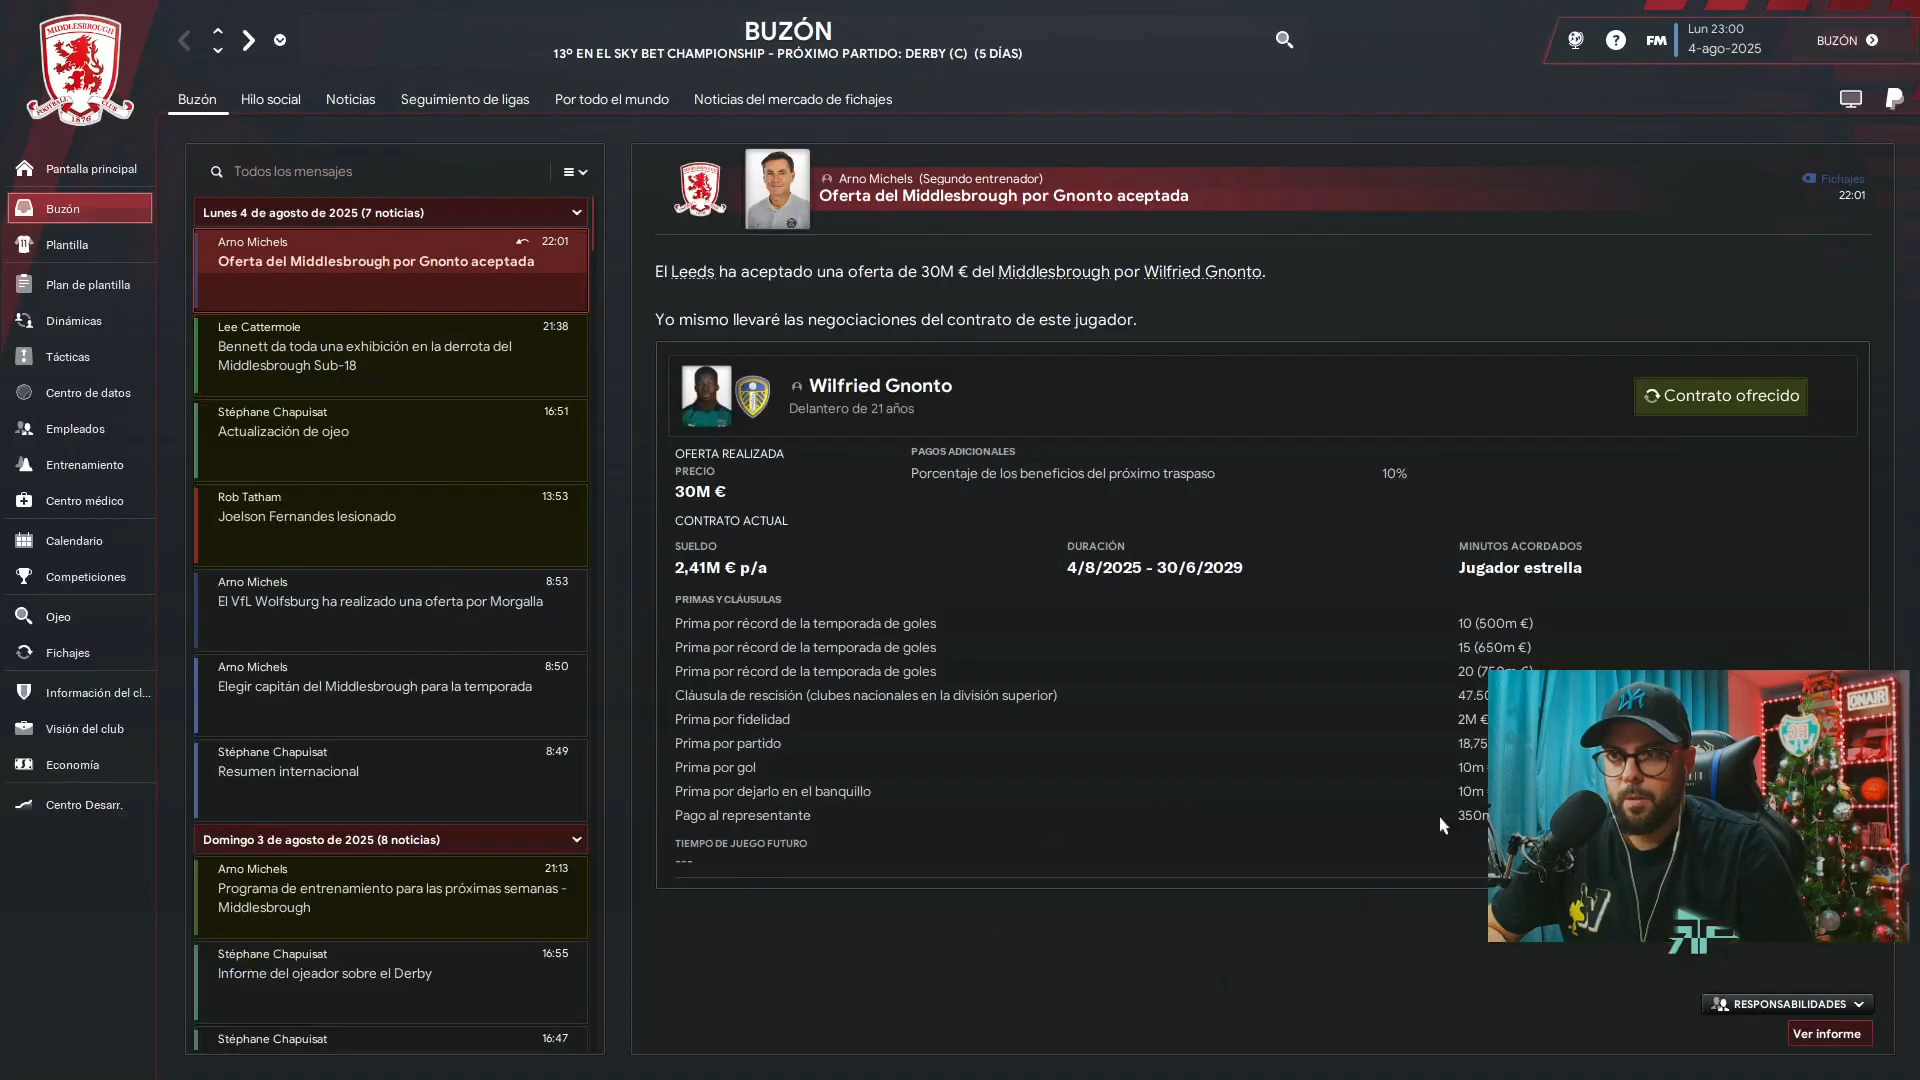 MIDDLESBROUGH
FOOTBALL CLUB
1876
BUZÓN
13º EN EL SKY BET CHAMPIONSHIP - PRÓXIMO PARTIDO: DERBY (C) (5 DÍAS)
FM
Lun 23:00
4-ago-2025
BUZÓN
Buzón
Hilo social
Noticias
Seguimiento de ligas
Por todo el mundo
Noticias del mercado de fichajes
Pantalla principal
Buzón
Plantilla
Plan de plantilla
Dinámicas
Tácticas
Centro de datos
Empleados
Entrenamiento
Centro médico
Calendario
Competiciones
Ojeo
Fichajes
Información del cl...
Visión del club
Economía
Centro Desarr.
Todos los mensajes
Lunes 4 de agosto de 2025 (7 noticias)
Arno Michels 22:01
Oferta del Middlesbrough por Gnonto aceptada
Lee Cattermole 21:38
Bennett da toda una exhibición en la derrota del
Middlesbrough Sub-18
Stéphane Chapuisat 16:51
Actualización de ojeo
Rob Tatham 13:53
Joelson Fernandes lesionado
Arno Michels 8:53
El VfL Wolfsburg ha realizado una oferta por Morgalla
Arno Michels 8:50
Elegir capitán del Middlesbrough para la temporada
Stéphane Chapuisat 8:49
Resumen internacional
Domingo 3 de agosto de 2025 (8 noticias)
Arno Michels 21:13
Programa de entrenamiento para las próximas semanas -
Middlesbrough
Stéphane Chapuisat 16:55
Informe del ojeador sobre el Derby
Stéphane Chapuisat 16:47
Arno Michels (Segundo entrenador)
Oferta del Middlesbrough por Gnonto aceptada
Fichajes
22:01
El Leeds ha aceptado una oferta de 30M € del Middlesbrough por Wilfried Gnonto.
Yo mismo llevaré las negociaciones del contrato de este jugador.
Wilfried Gnonto
Delantero de 21 años
Contrato ofrecido
OFERTA REALIZADA
PRECIO
30M €
PAGOS ADICIONALES
Porcentaje de los beneficios del próximo traspaso 10%
CONTRATO ACTUAL
SUELDO
2,41M € p/a
DURACIÓN
4/8/2025 - 30/6/2029
MINUTOS ACORDADOS
Jugador estrella
PRIMAS Y CLÁUSULAS
Prima por récord de la temporada de goles 10 (500m €)
Prima por récord de la temporada de goles 15 (650m €)
Prima por récord de la temporada de goles 20
Cláusula de rescisión (clubes nacionales en la división superior) 47.50
Prima por fidelidad 2M €
Prima por partido 18,75
Prima por gol 10m
Prima por dejarlo en el banquillo 10m
Pago al representante 350m
TIEMPO DE JUEGO FUTURO
---
ON AIR
RESPONSABILIDADES
Ver informe